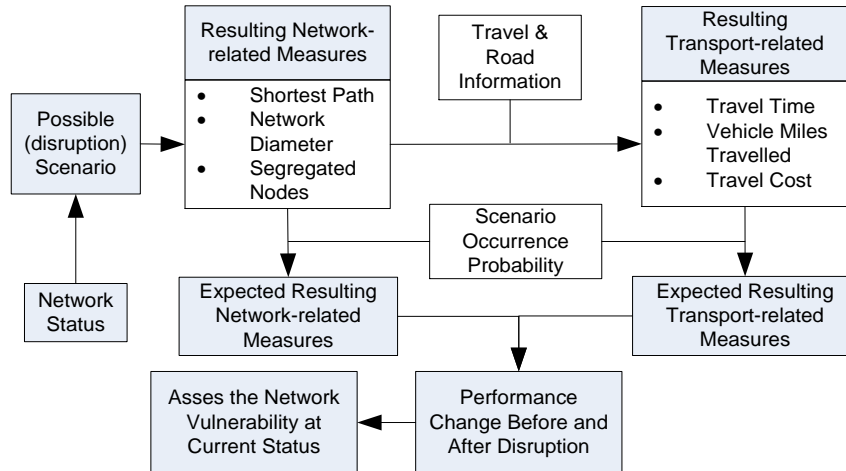 Resulting Network-
related Measures
• Shortest Path
• Network
Diameter
• Segregated
Nodes
Travel &
Road
Information
Resulting
Transport-related
Measures
• Travel Time
• Vehicle Miles
Travelled
• Travel Cost
Possible
(disruption)
Scenario
Network
Status
Scenario
Occurrence
Probability
Expected Resulting
Network-related
Measures
Expected Resulting
Transport-related
Measures
Asses the Network
Vulnerability at
Current Status
Performance
Change Before and
After Disruption